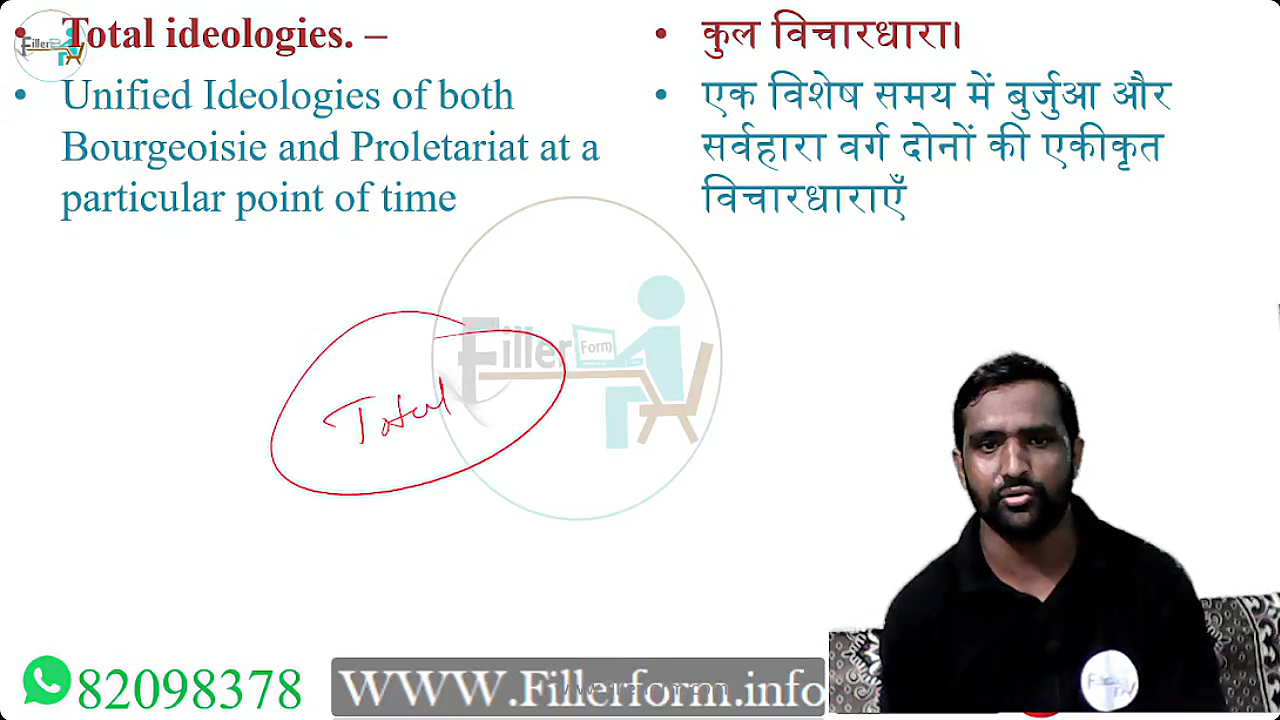 Total ideologies. –
Unified Ideologies of both
Bourgeoisie and Proletariat at a
particular point of time
कुल विचारधारा।
एक विशेष समय में बुर्जुआ और
सर्वहारा वर्ग दोनों की एकीकृत
विचारधाराएँ
Filler Form
Total
82098378
WWW.Fillerform.info